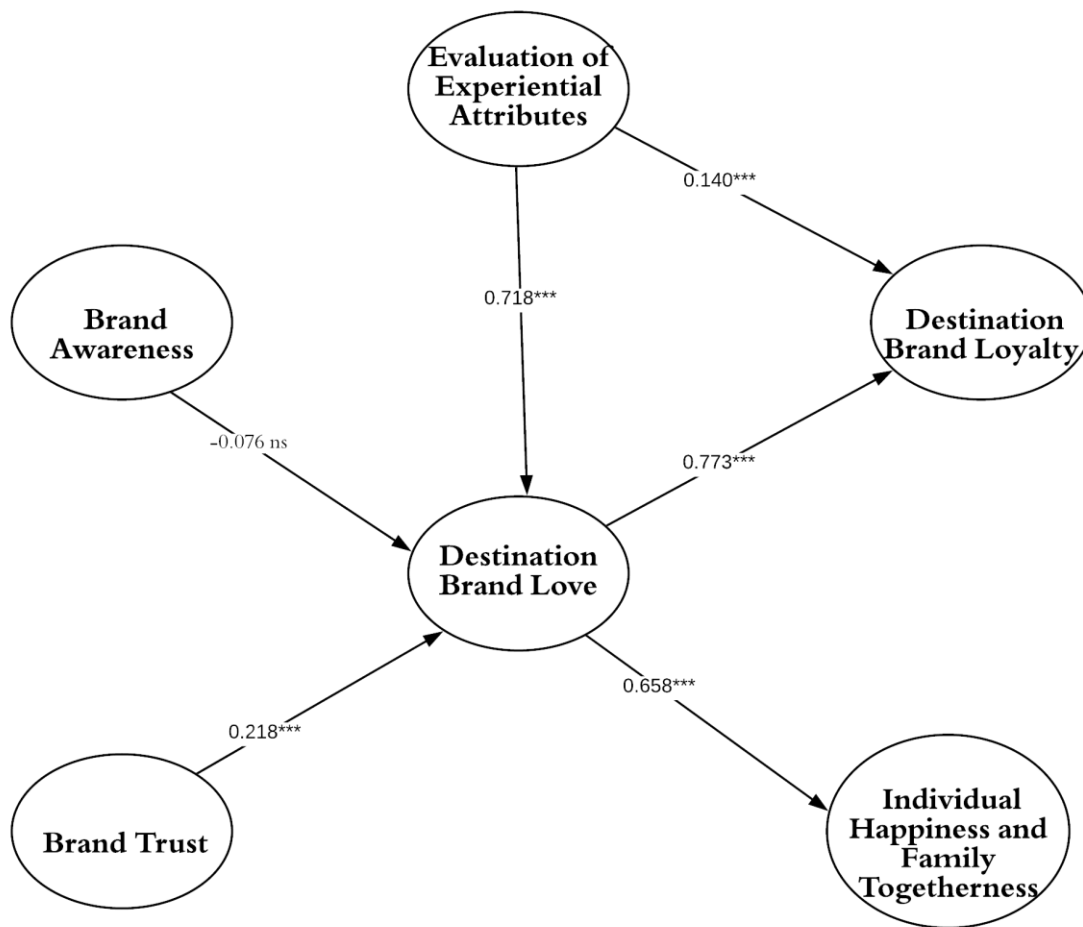 Evaluation of
Experiential
Attributes
0.140***
0.718***
Brand
Awareness
Destination
Brand Loyalty
-0.076 ns
0.773***
Destination
Brand Love
0.658***
0.218***
Brand Trust
Individual
Happiness and
Family
Togetherness